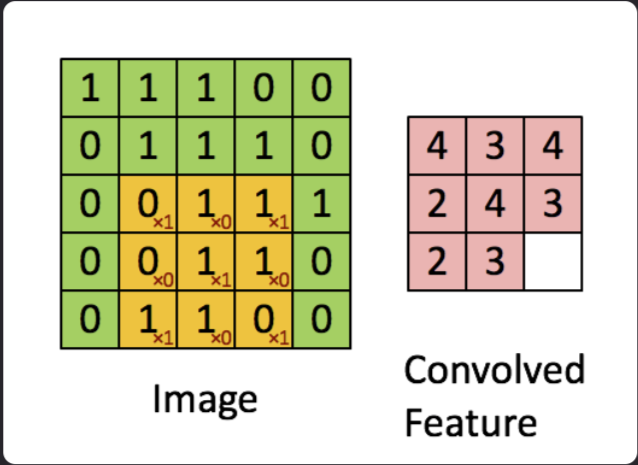 1 1 1 0 0
0 1 1 1 0
0 0×1 1×0 1×1 1
0 0×0 1×1 1×0 0
0 1×1 1×0 0×1 0
Image
4 3 4
2 4 3
2 3
Convolved
Feature